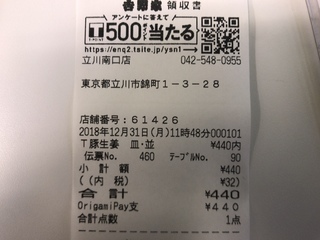 吉野家 領収書
アンケートに答えて
T 500ポイント当たる
T-POINT
https://enq2.tsite.jp/ysn1
立川南口店 042-548-0955
東京都立川市錦町1-3-28
店舗番号:61426
2018年12月31日(月)11時48分000101
T豚生姜 皿・並 ¥440内
伝票No. 460 テーブルNo. 90
小計額 ¥440
((内 税) ¥32)
合計 ¥440
OrigamiPay支 ¥440
合計点数 1点